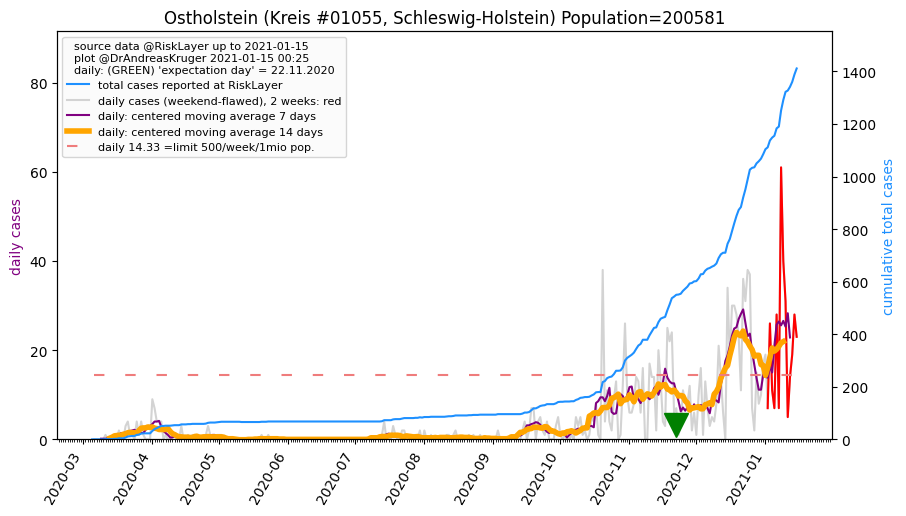 Ostholstein (Kreis #01055, Schleswig-Holstein) Population=200581
source data @RiskLayer up to 2021-01-15
plot @DrAndreasKruger 2021-01-15 00:25
daily: (GREEN) 'expectation day' = 22.11.2020
total cases reported at RiskLayer
daily cases (weekend-flawed), 2 weeks: red
daily: centered moving average 7 days
daily: centered moving average 14 days
daily 14.33 =limit 500/week/1mio pop.
daily cases
80
60
40
20
0
cumulative total cases
1400
1200
1000
800
600
400
200
0
2020-03
2020-04
2020-05
2020-06
2020-07
2020-08
2020-09
2020-10
2020-11
2020-12
2021-01